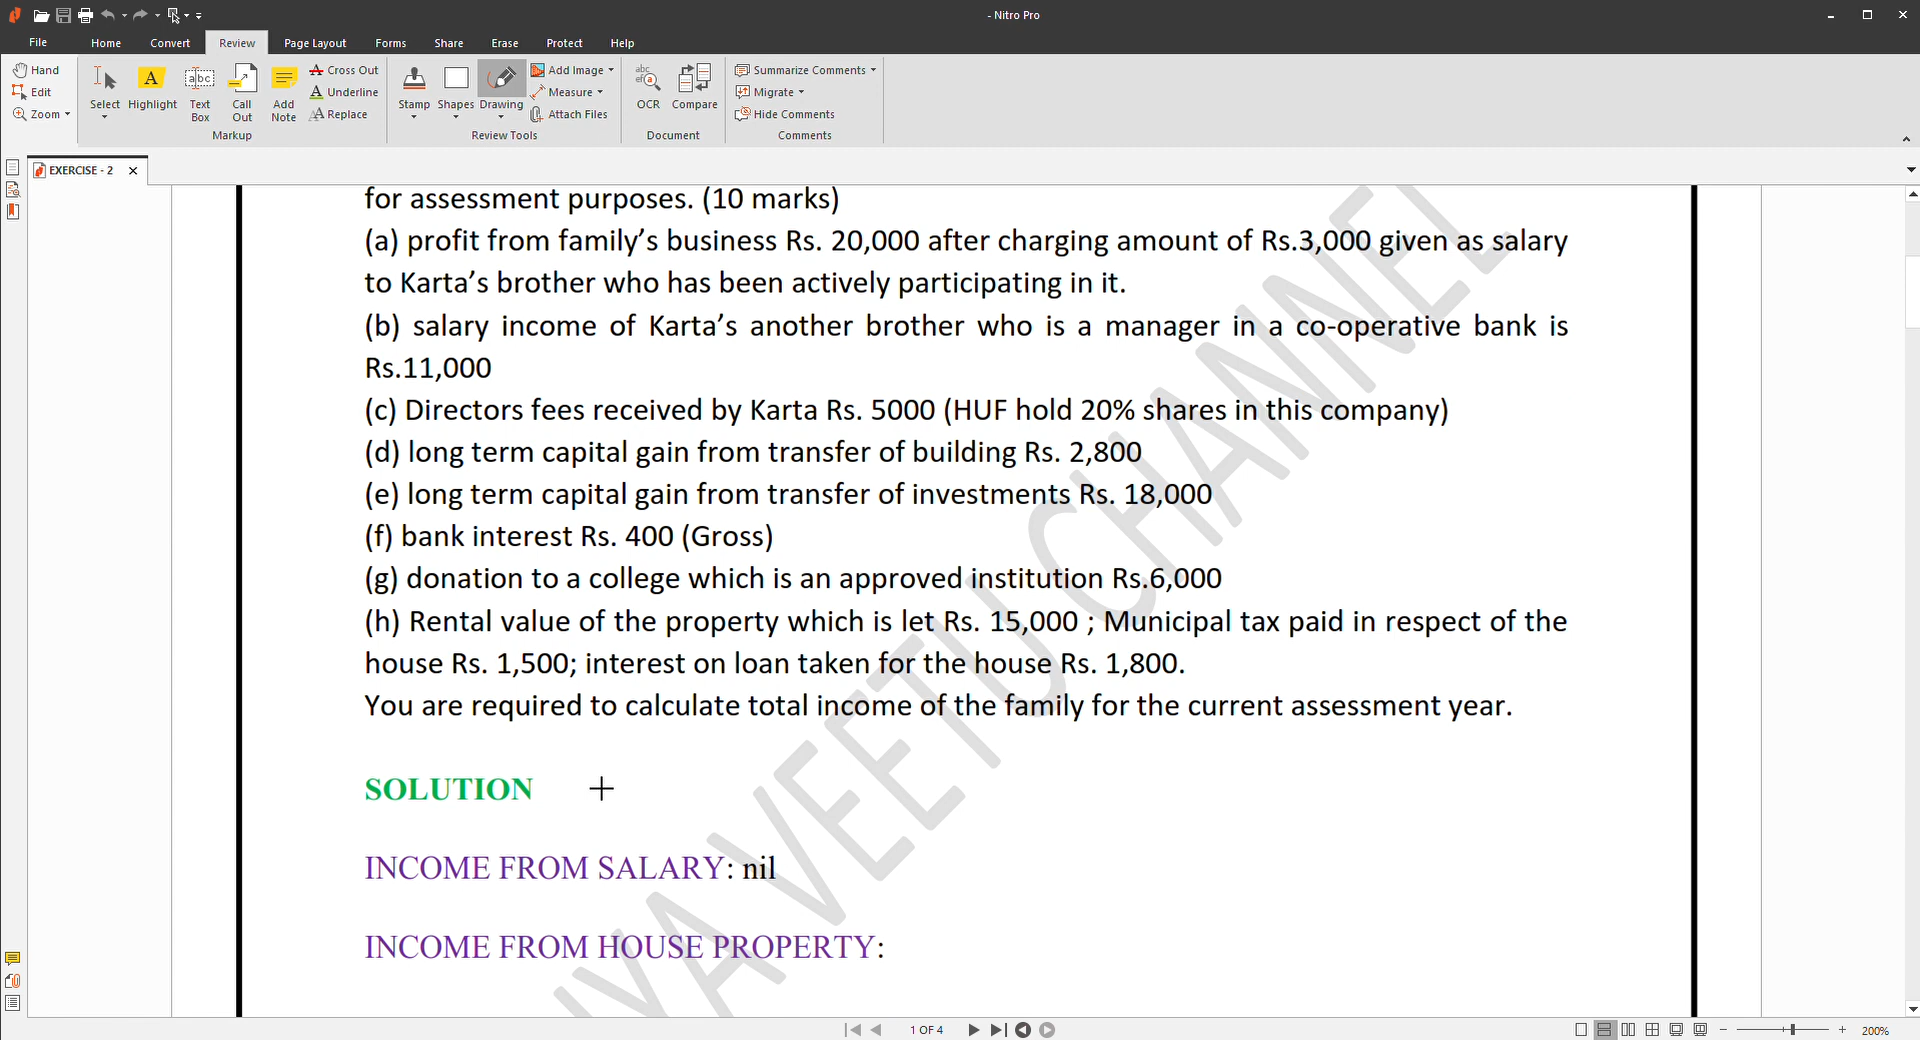 - Nitro Pro
File Home Convert Review Page Layout Forms Share Erase Protect Help
Hand
Edit
Zoom
Select
Highlight
Text Box
Call Out
Add Note
Cross Out
Underline
Replace
Markup
Stamp
Shapes
Drawing
Add Image
Measure
Attach Files
Review Tools
OCR
Compare
Document
Summarize Comments
Migrate
Hide Comments
Comments
EXERCISE - 2
for assessment purposes. (10 marks)
(a) profit from family’s business Rs. 20,000 after charging amount of Rs.3,000 given as salary
to Karta’s brother who has been actively participating in it.
(b) salary income of Karta’s another brother who is a manager in a co-operative bank is
Rs.11,000
(c) Directors fees received by Karta Rs. 5000 (HUF hold 20% shares in this company)
(d) long term capital gain from transfer of building Rs. 2,800
(e) long term capital gain from transfer of investments Rs. 18,000
(f) bank interest Rs. 400 (Gross)
(g) donation to a college which is an approved institution Rs.6,000
(h) Rental value of the property which is let Rs. 15,000 ; Municipal tax paid in respect of the
house Rs. 1,500; interest on loan taken for the house Rs. 1,800.
You are required to calculate total income of the family for the current assessment year.
SOLUTION
INCOME FROM SALARY: nil
INCOME FROM HOUSE PROPERTY:
VEETU CHANNEL
1 OF 4
200%